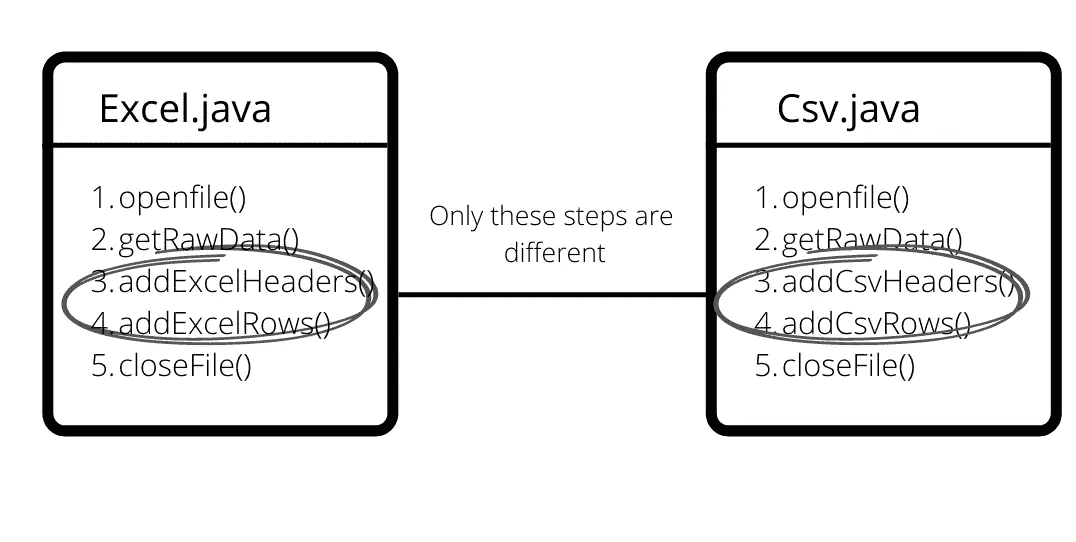 Excel.java
1. openfile()
2. getRawData()
3. addExcelHeaders()
4. addExcelRows()
5. closeFile()
Only these steps are
different
Csv.java
1. openfile()
2. getRawData()
3. addCsvHeaders()
4. addCsvRows()
5. closeFile()